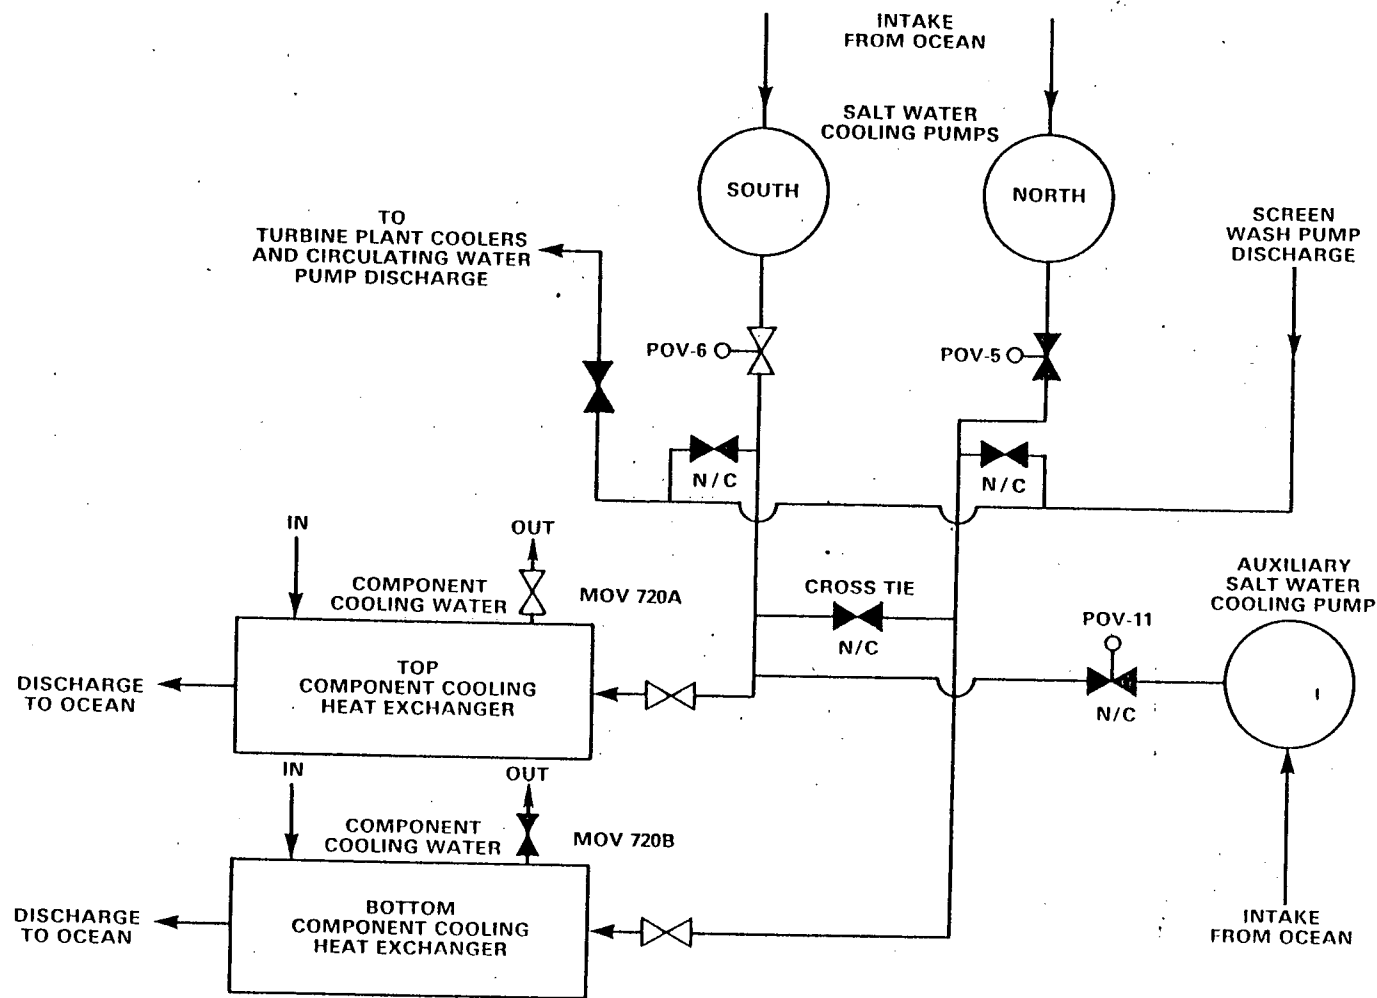 INTAKE
FROM OCEAN
SALT WATER
COOLING PUMPS
SOUTH
NORTH
TO
TURBINE PLANT COOLERS
AND CIRCULATING WATER
PUMP DISCHARGE
SCREEN
WASH PUMP
DISCHARGE
POV-6
POV-5
N/C
N/C
IN
OUT
COMPONENT
COOLING WATER
MOV 720A
CROSS TIE
N/C
AUXILIARY
SALT WATER
COOLING PUMP
POV-11
N/C
TOP
COMPONENT COOLING
HEAT EXCHANGER
DISCHARGE
TO OCEAN
IN
OUT
COMPONENT
COOLING WATER
MOV 720B
BOTTOM
COMPONENT COOLING
HEAT EXCHANGER
DISCHARGE
TO OCEAN
INTAKE
FROM OCEAN